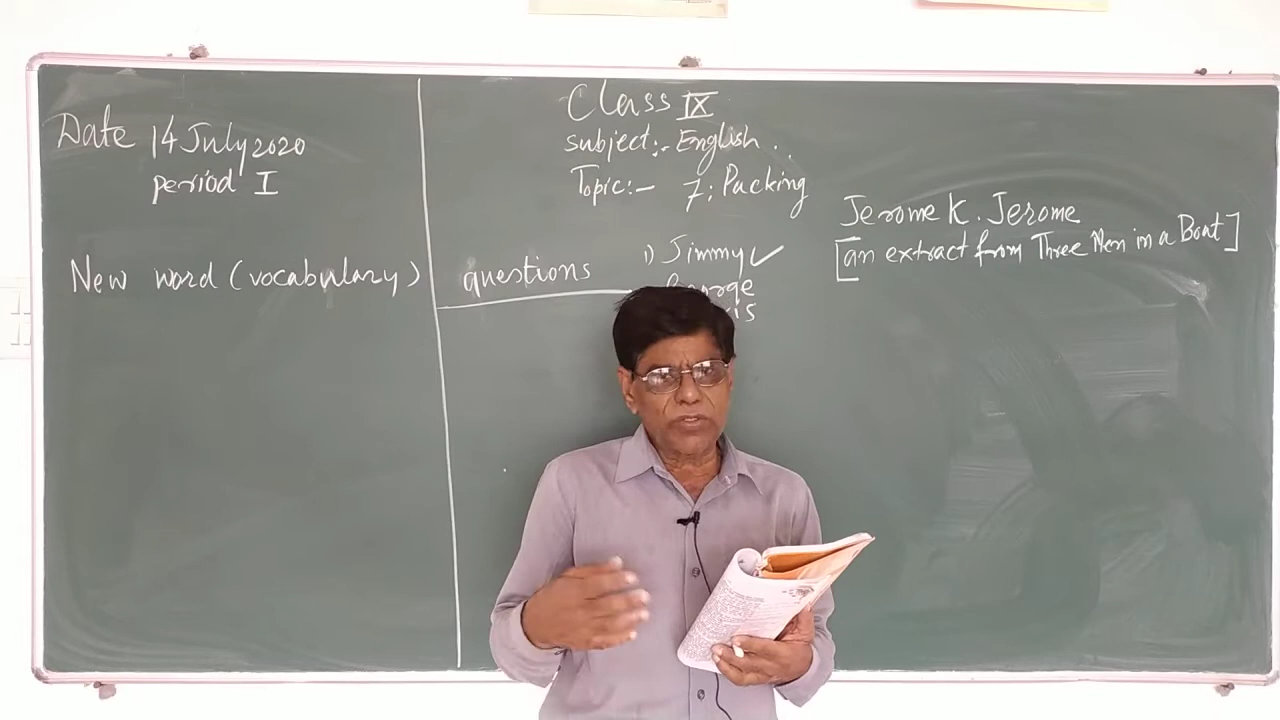 Date 14 July 2020
period I
New word (vocabulary)
Class IX
subject:- English ..
Topic:- 7: Packing
questions
1) Jimmy ✓
Jerome K. Jerome
[an extract from Three Men in a Boat]